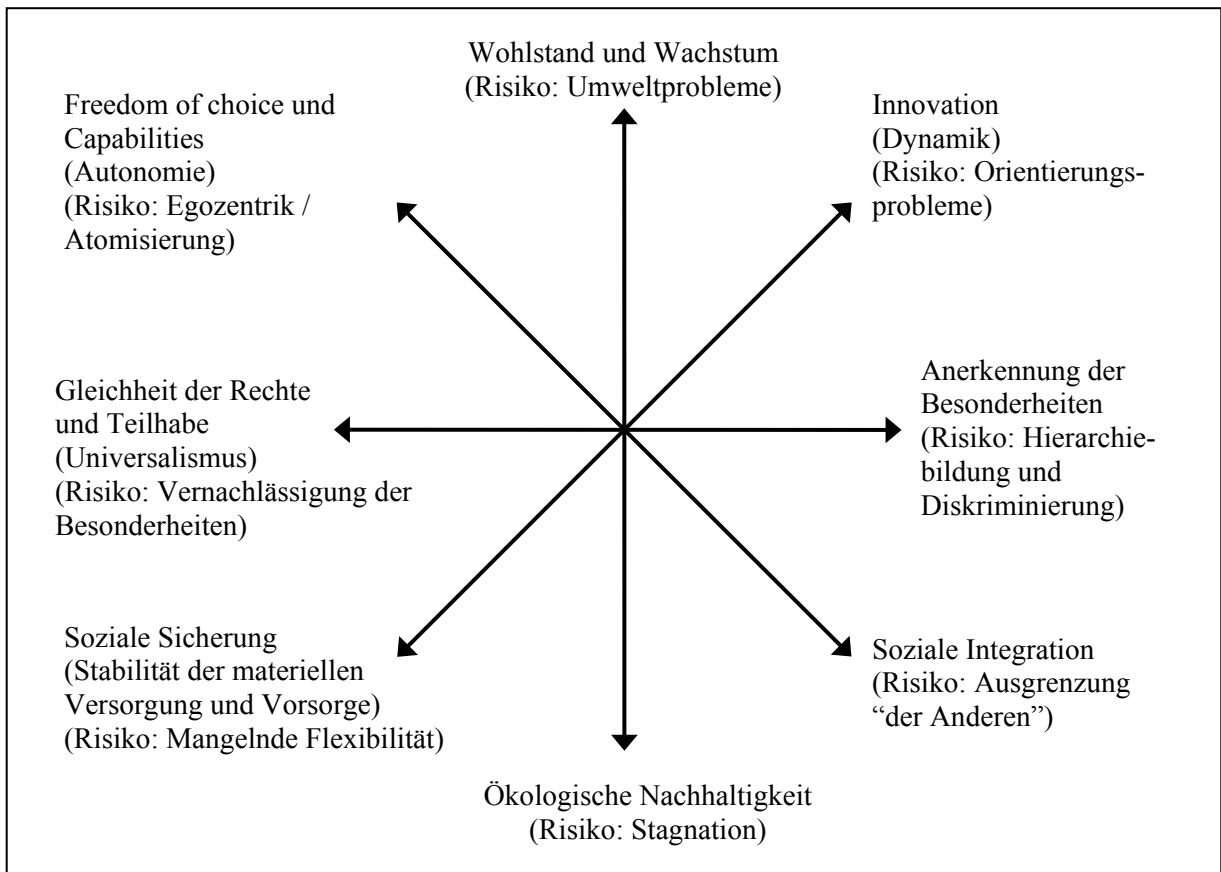 Wohlstand und Wachstum
(Risiko: Umweltprobleme)
Freedom of choice und
Capabilities
(Autonomie)
(Risiko: Egozentrik /
Atomisierung)
Innovation
(Dynamik)
(Risiko: Orientierungs-
probleme)
Gleichheit der Rechte
und Teilhabe
(Universalismus)
(Risiko: Vernachlässigung der
Besonderheiten)
Anerkennung der
Besonderheiten
(Risiko: Hierarchie-
bildung und
Diskriminierung)
Soziale Sicherung
(Stabilität der materiellen
Versorgung und Vorsorge)
(Risiko: Mangelnde Flexibilität)
Soziale Integration
(Risiko: Ausgrenzung
“der Anderen”)
Ökologische Nachhaltigkeit
(Risiko: Stagnation)